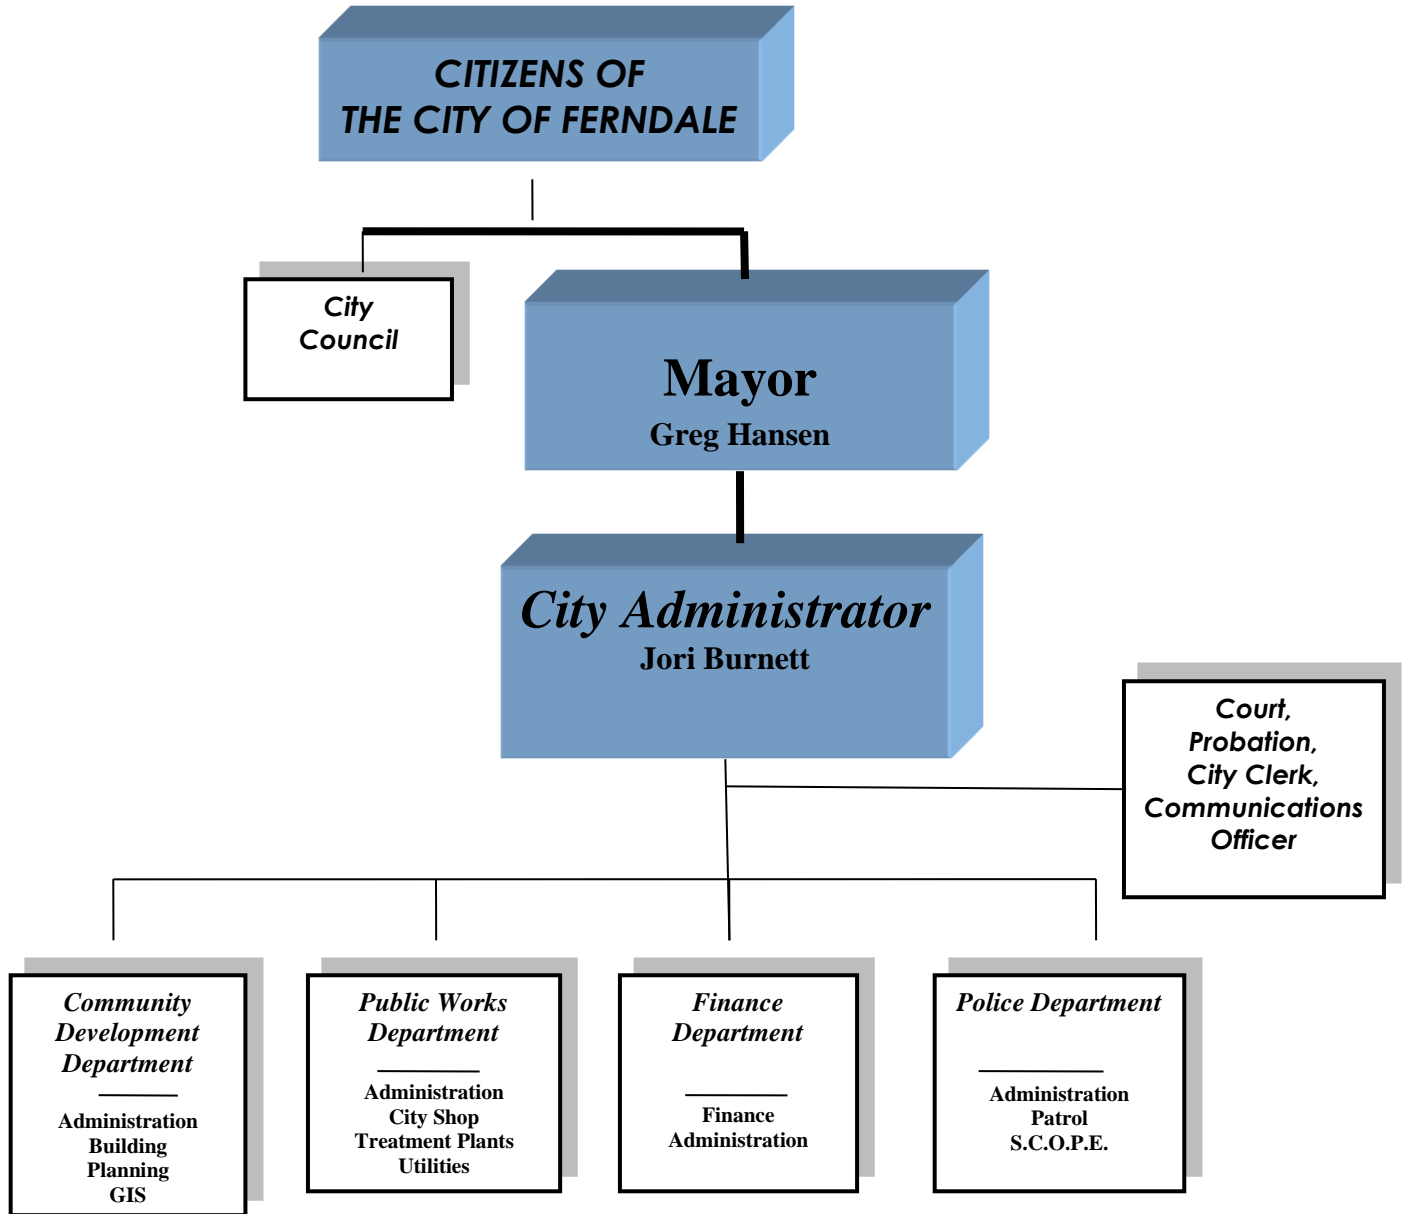 CITIZENS OF
THE CITY OF FERNDALE
City
Council
Mayor
Greg Hansen
City Administrator
Jori Burnett
Court,
Probation,
City Clerk,
Communications
Officer
Community
Development
Department
Administration
Building
Planning
GIS
Public Works
Department
Administration
City Shop
Treatment Plants
Utilities
Finance
Department
Finance
Administration
Police Department
Administration
Patrol
S.C.O.P.E.